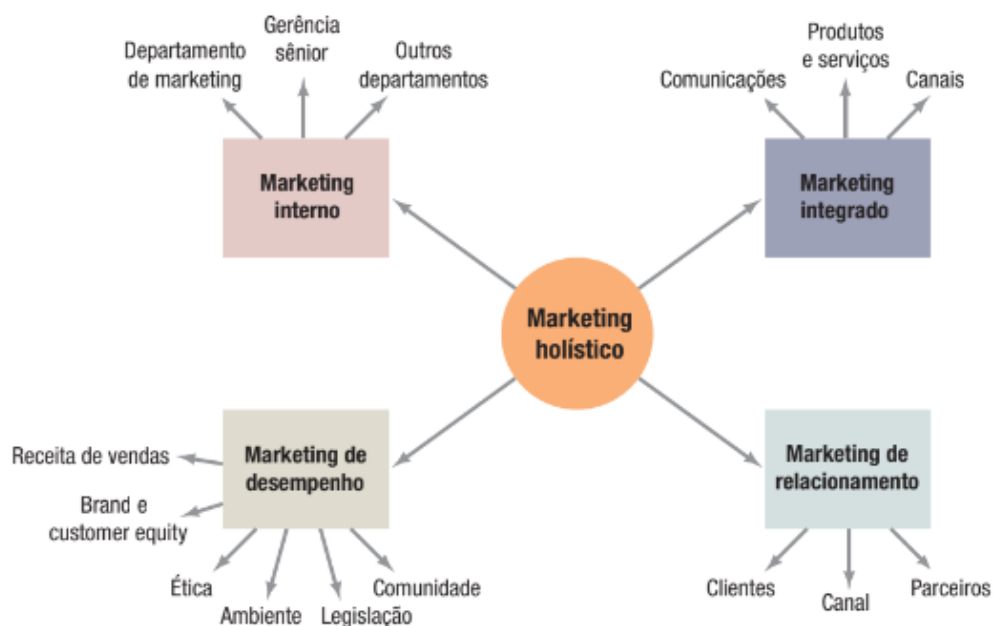 Departamento
de marketing
Gerência
sênior
Outros
departamentos
Marketing
interno
Comunicações
Produtos
e serviços
Canais
Marketing
integrado
Marketing
holístico
Marketing de
desempenho
Receita de vendas
Brand e
customer equity
Ética
Ambiente
Legislação
Comunidade
Marketing de
relacionamento
Clientes
Canal
Parceiros